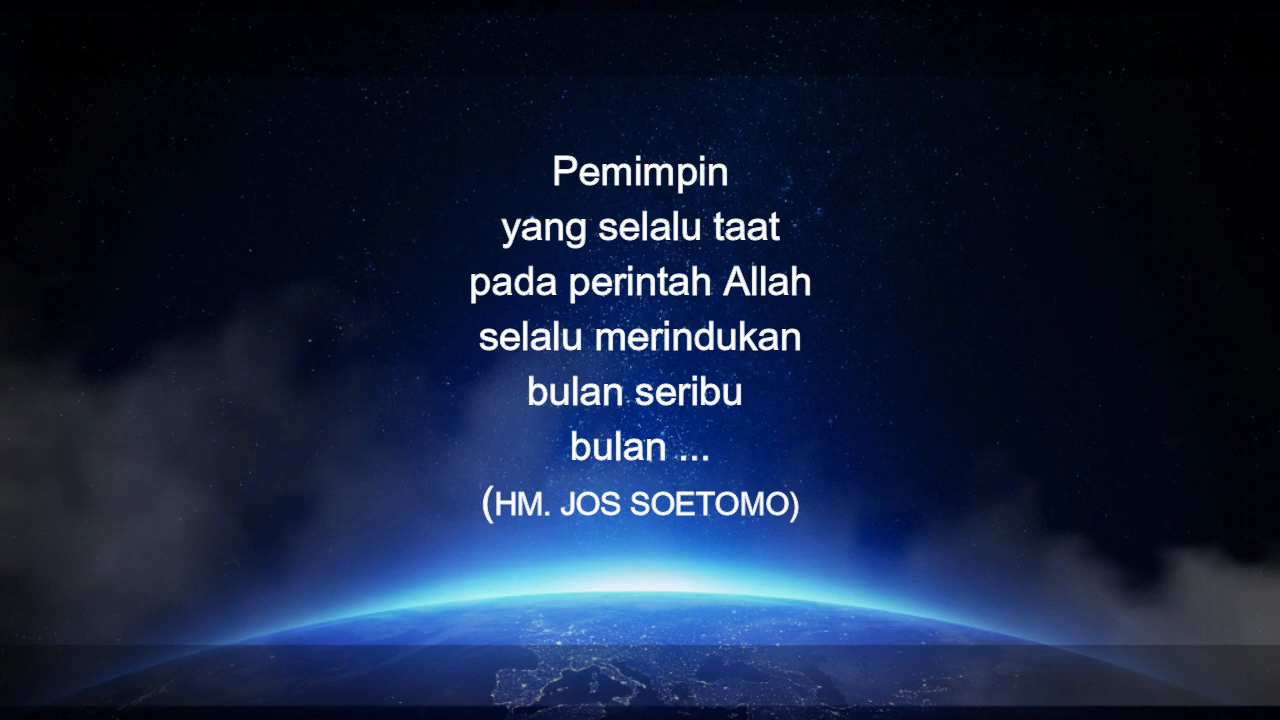 Pemimpin
yang selalu taat
pada perintah Allah
selalu merindukan
bulan seribu
bulan ...
(HM. JOS SOETOMO)